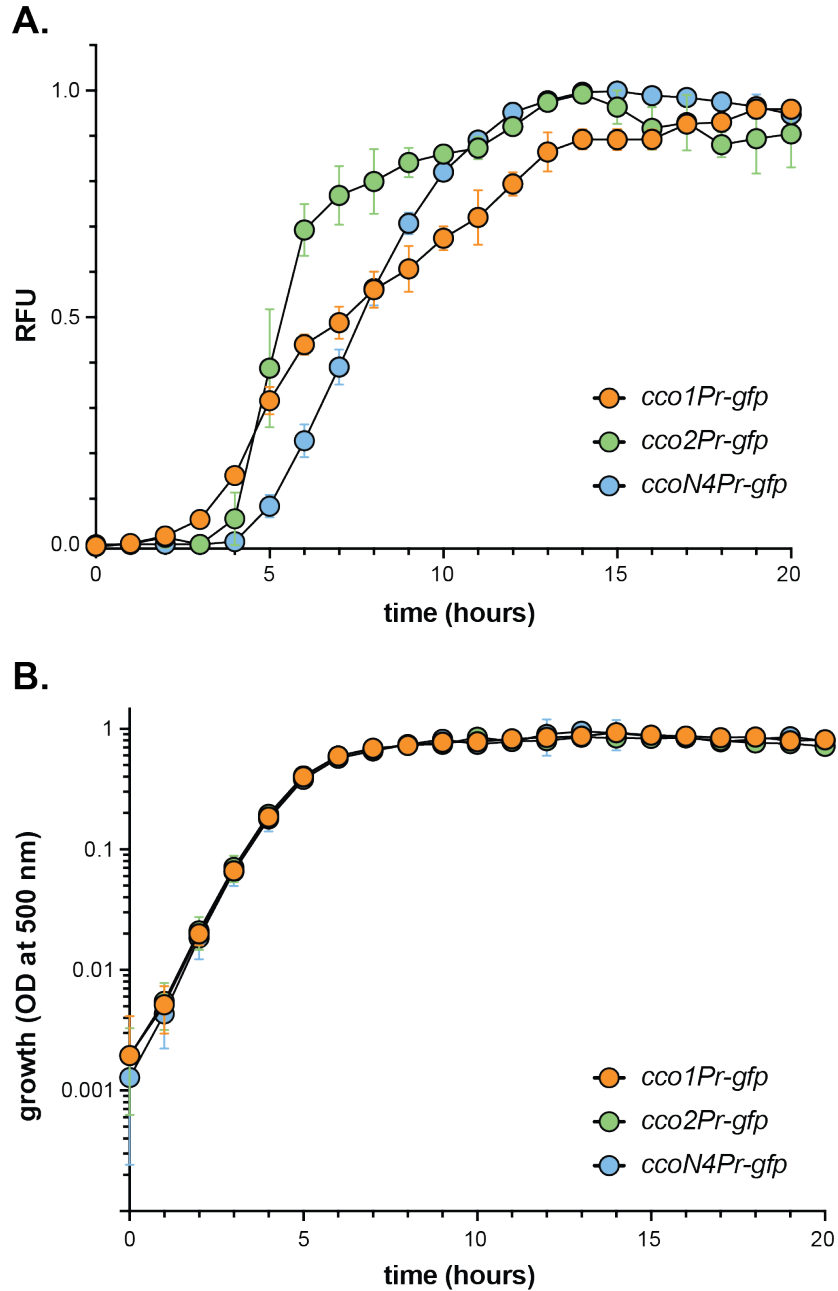 A.
1.0
0.5
0.0
RFU
0 5 10 15 20
time (hours)
cco1Pr-gfp
cco2Pr-gfp
ccoN4Pr-gfp
B.
1
0.1
0.01
0.001
growth (OD at 500 nm)
0 5 10 15 20
time (hours)
cco1Pr-gfp
cco2Pr-gfp
ccoN4Pr-gfp